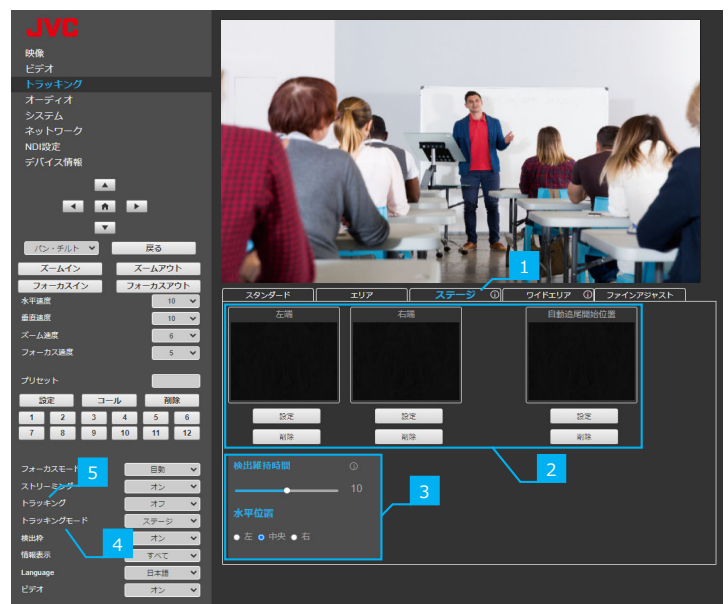 JVC
映像
ビデオ
トラッキング
オーディオ
システム
ネットワーク
NDI設定
デバイス情報
パン・チルト 戻る
ズームイン ズームアウト
フォーカスイン フォーカスアウト
水平速度 10
垂直速度 10
ズーム速度 6
フォーカス速度 5
プリセット
設定 コール 削除
1 2 3 4 5 6
7 8 9 10 11 12
フォーカスモード 自動
5
ストリーミング オン
トラッキング オフ
トラッキングモード ステージ
4
検出枠 オン
情報表示 すべて
Language 日本語
ビデオ オン
1
スタンダード エリア ステージ ワイドエリア ファインアジャスト
左端 右端 自動追尾開始位置
設定 設定 設定
削除 削除 削除
2
検出維持時間
10
3
水平位置
左 中央 右